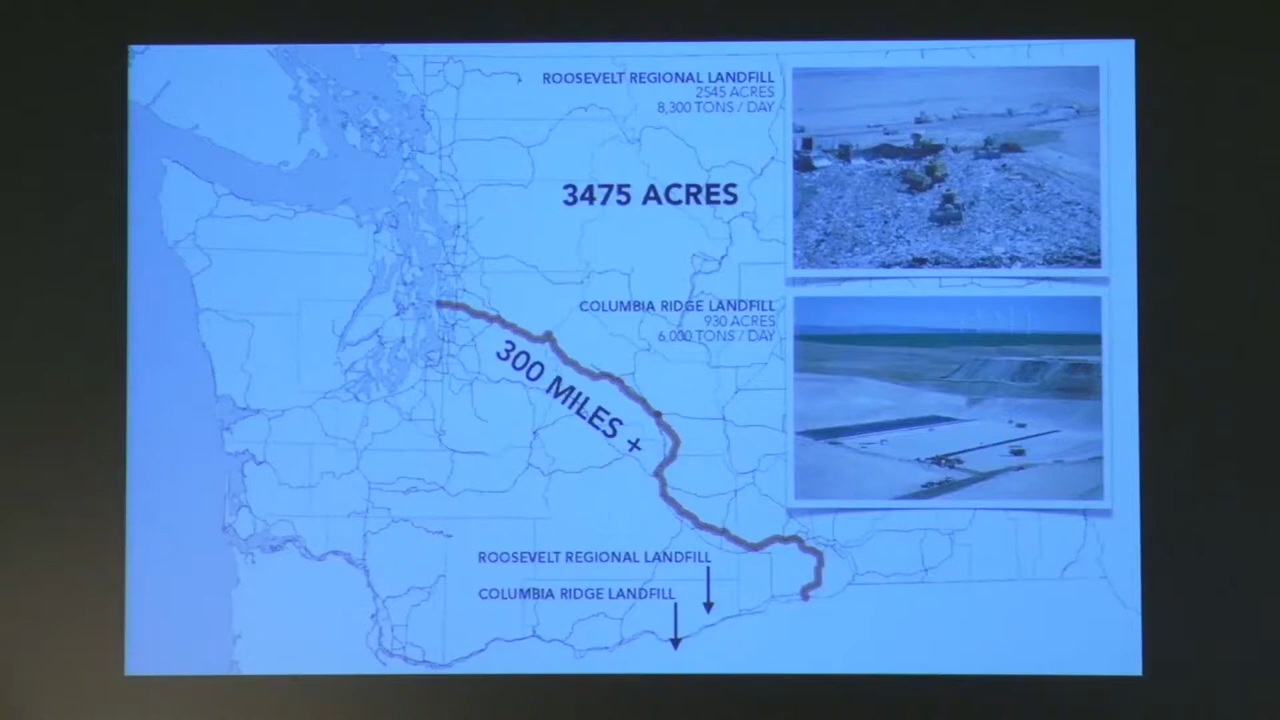 ROOSEVELT REGIONAL LANDFILL
2545 ACRES
8,300 TONS / DAY
3475 ACRES
COLUMBIA RIDGE LANDFILL
930 ACRES
6,000 TONS / DAY
300 MILES +
ROOSEVELT REGIONAL LANDFILL
COLUMBIA RIDGE LANDFILL